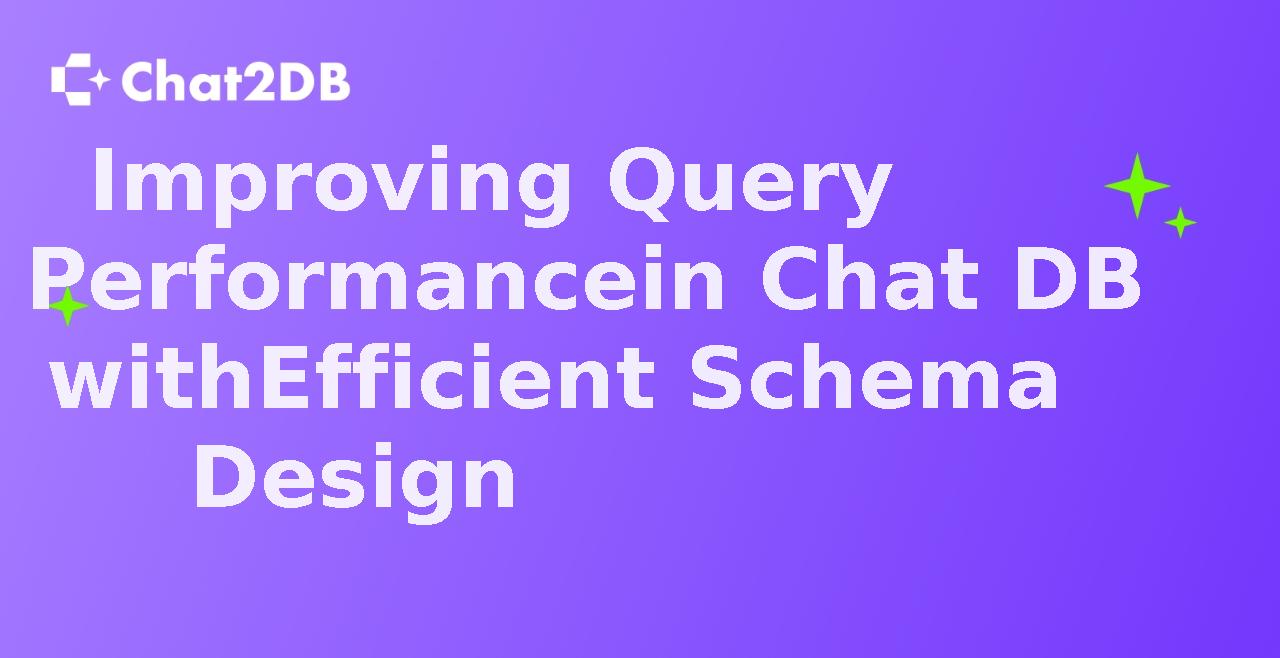 Chat2DB
Improving Query
Performancein Chat DB
withEfficient Schema
Design